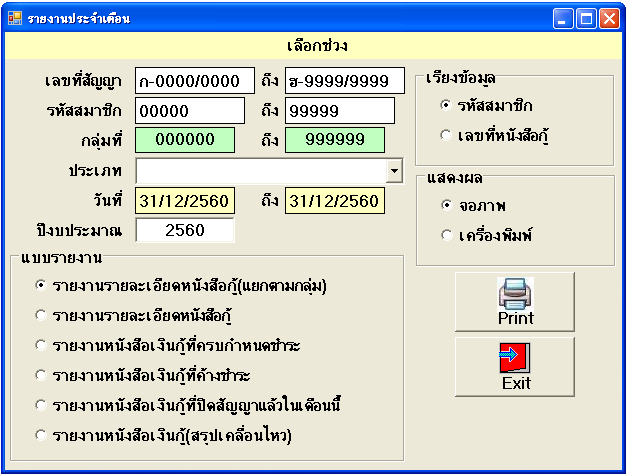 รายงานประจำเดือน
เลือกช่วง
เลขที่สัญญา ก-0000/0000 ถึง ฮ-9999/9999
รหัสสมาชิก 00000 ถึง 99999
กลุ่มที่ 000000 ถึง 999999
ประเภท
วันที่ 31/12/2560 ถึง 31/12/2560
ปีงบประมาณ 2560
เรียงข้อมูล
รหัสสมาชิก
เลขที่หนังสือกู้
แสดงผล
จอภาพ
เครื่องพิมพ์
แบบรายงาน
รายงานรายละเอียดหนังสือกู้(แยกตามกลุ่ม)
รายงานรายละเอียดหนังสือกู้
รายงานหนังสือเงินกู้ที่ครบกำหนดชำระ
รายงานหนังสือเงินกู้ที่ค้างชำระ
รายงานหนังสือเงินกู้ที่ปิดสัญญาแล้วในเดือนนี้
รายงานหนังสือเงินกู้(สรุปเคลื่อนไหว)
Print
Exit